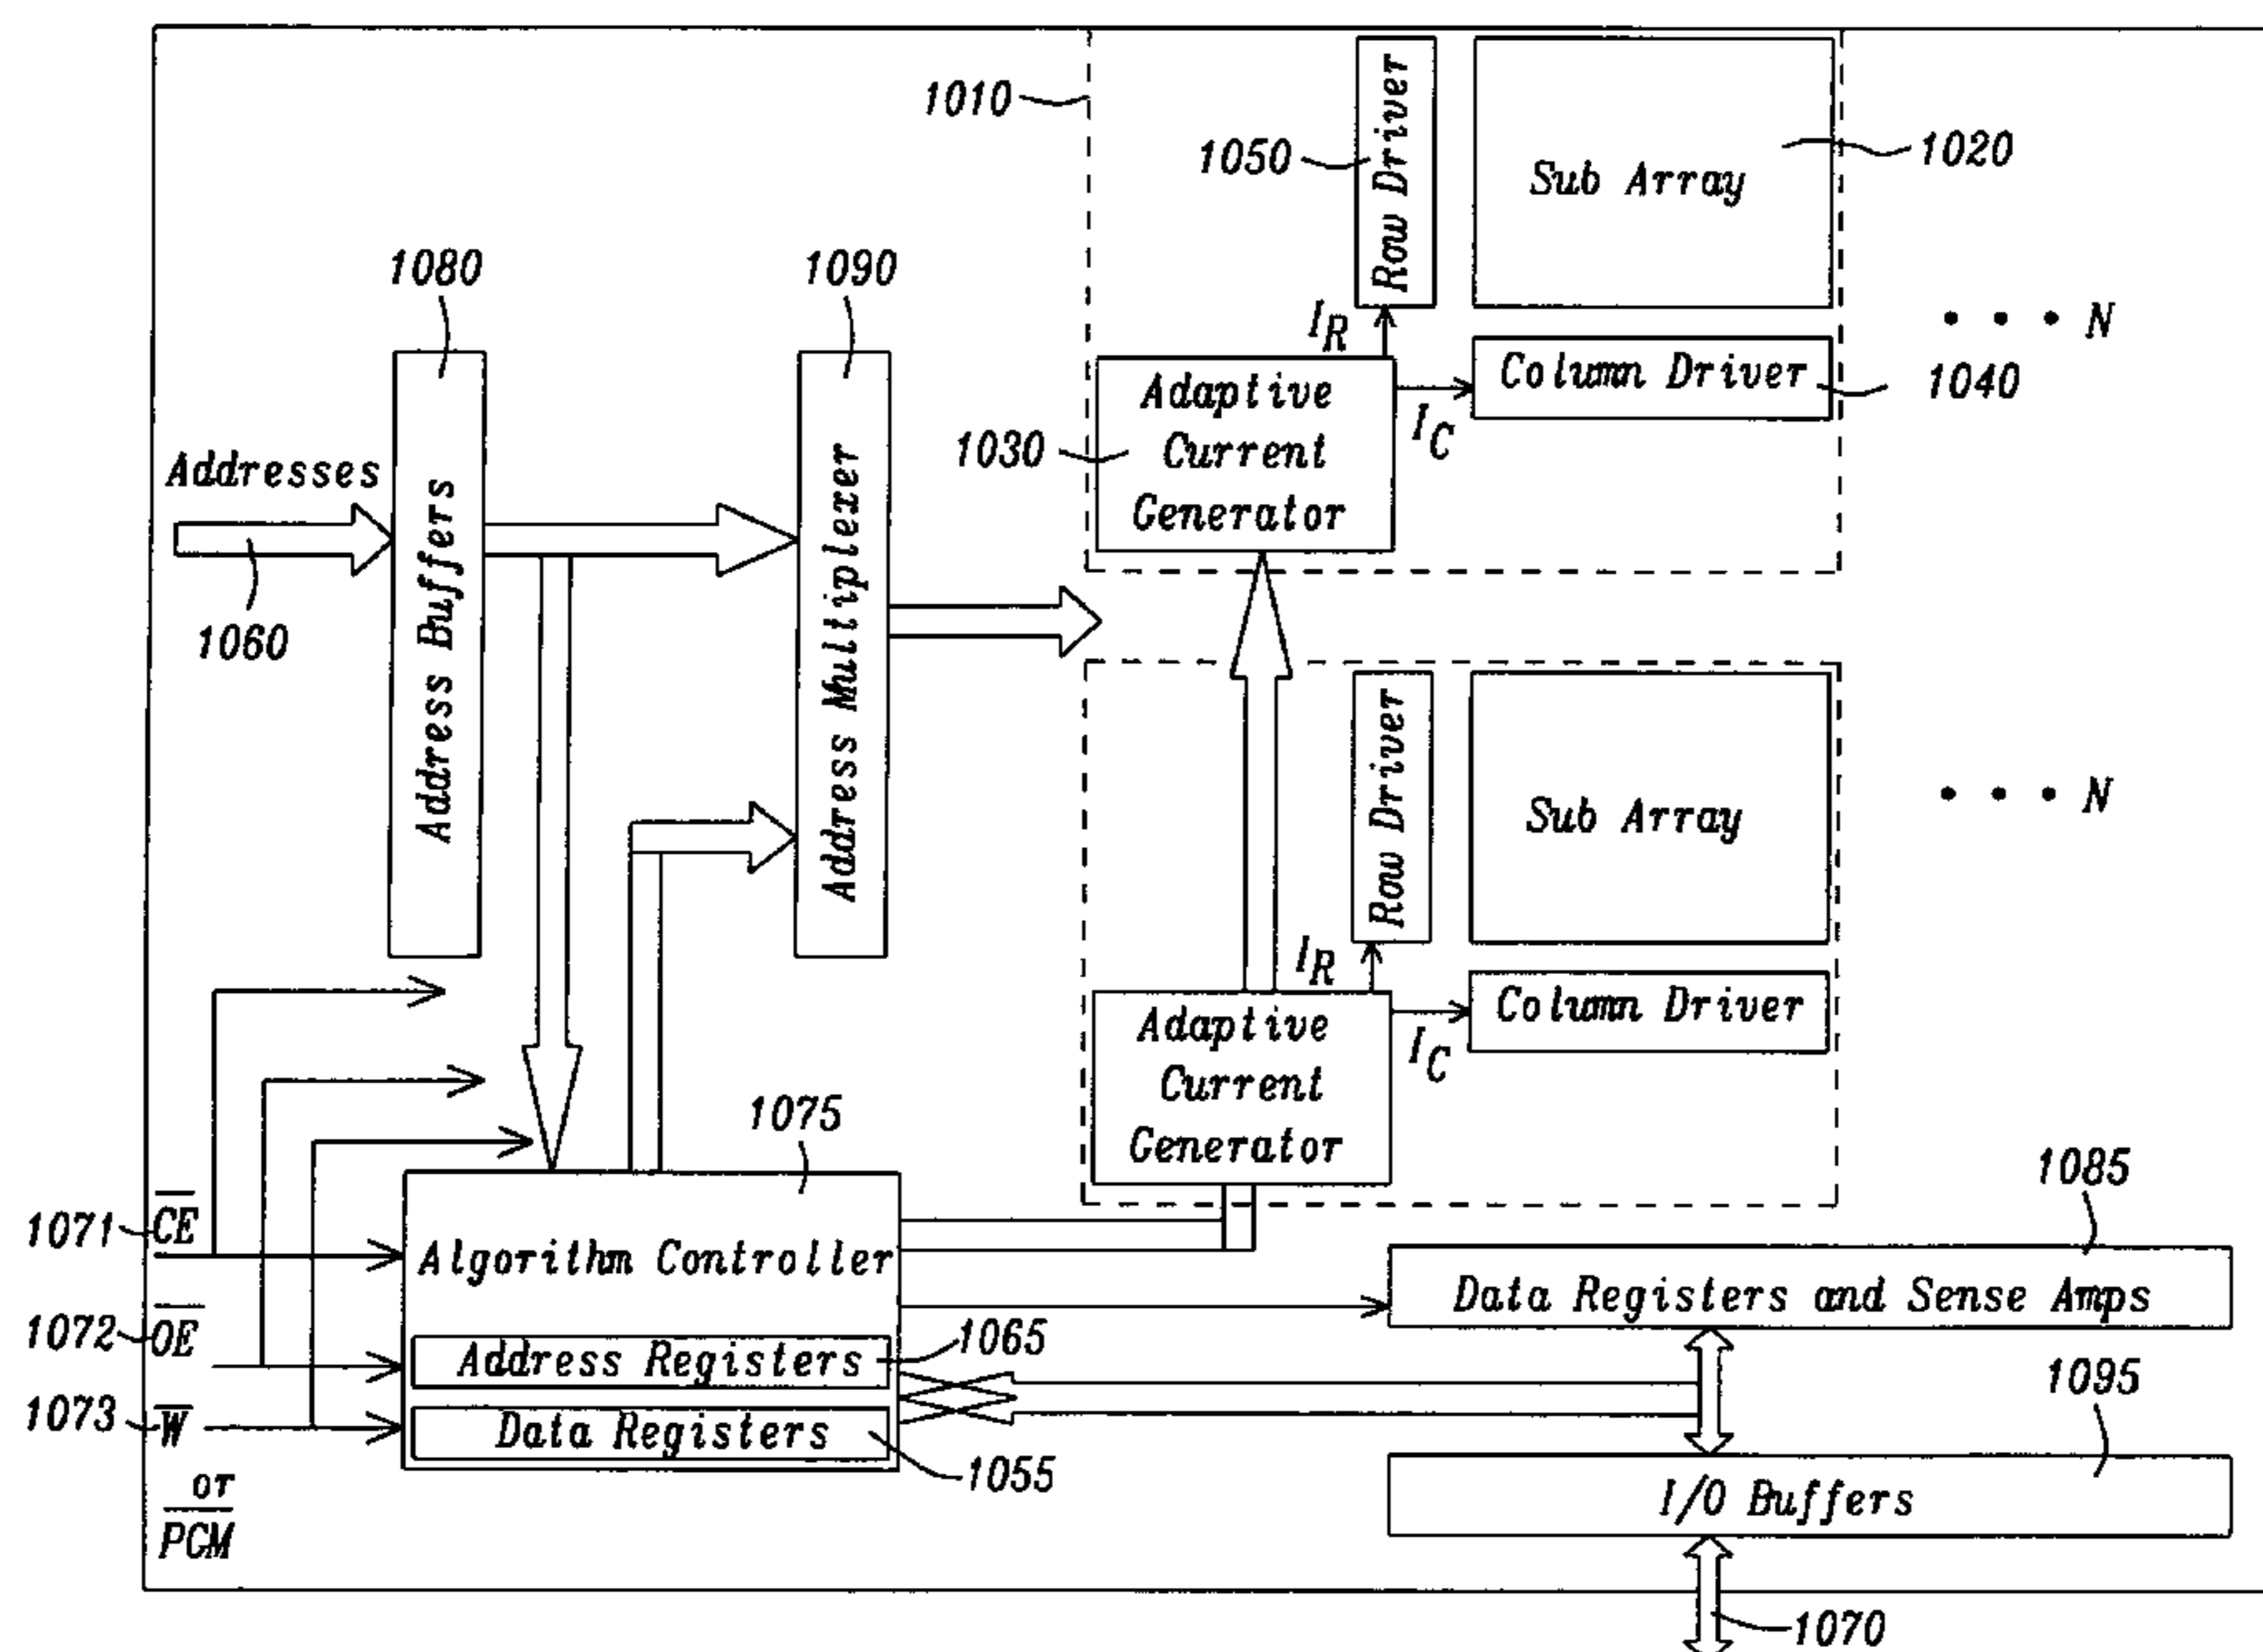 1010
1050
Row Driver
Sub Array
1020
1080
1090
I_R
• • • N
Column Driver
1040
Adaptive
Current
Generator
1030
I_C
Addresses
1060
Address Buffers
Address Multiplexer
Row Driver
Sub Array
• • • N
I_R
Column Driver
Adaptive
Current
Generator
I_C
1075
1085
1071
C̅E̅
Algorithm Controller
Data Registers and Sense Amps
1072
O̅E̅
Address Registers
1065
1073
W̅
Data Registers
1055
1095
or
P̅G̅M̅
I/O Buffers
1070